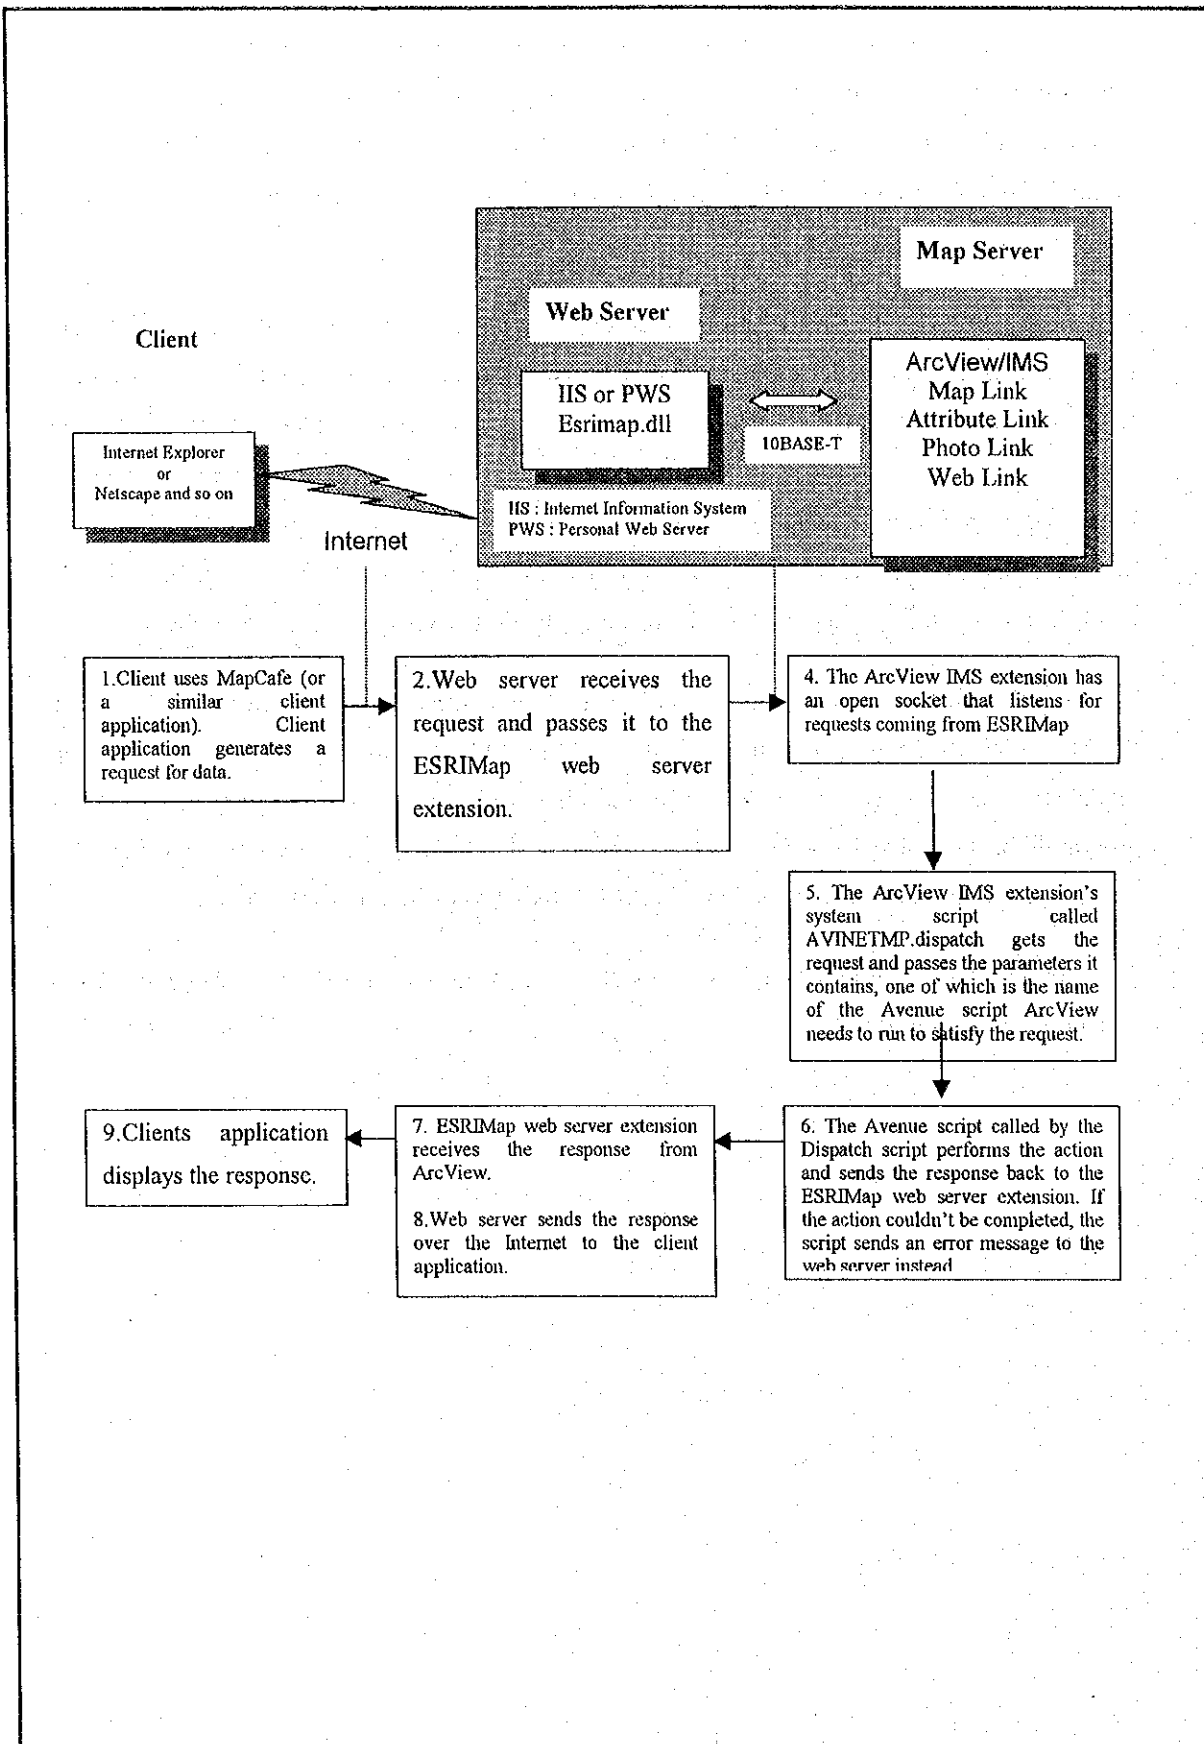 Map Server
Web Server
Client
ArcView/IMS
Map Link
Attribute Link
Photo Link
Web Link
IIS or PWS
Esrimap.dll
10BASE-T
Internet Explorer
or
Netscape and so on
IIS : Internet Information System
PWS : Personal Web Server
Internet
1.Client uses MapCafe (or
a similar client
application). Client
application generates a
request for data.
2.Web server receives the
request and passes it to the
ESRIMap web server
extension.
4. The ArcView IMS extension has
an open socket that listens for
requests coming from ESRIMap
5. The ArcView IMS extension's
system script called
AVINETMP.dispatch gets the
request and passes the parameters it
contains, one of which is the name
of the Avenue script ArcView
needs to run to satisfy the request.
6. The Avenue script called by the
Dispatch script performs the action
and sends the response back to the
ESRIMap web server extension. If
the action couldn't be completed, the
script sends an error message to the
web server instead
7. ESRIMap web server extension
receives the response from
ArcView.
8.Web server sends the response
over the Internet to the client
application.
9.Clients application
displays the response.